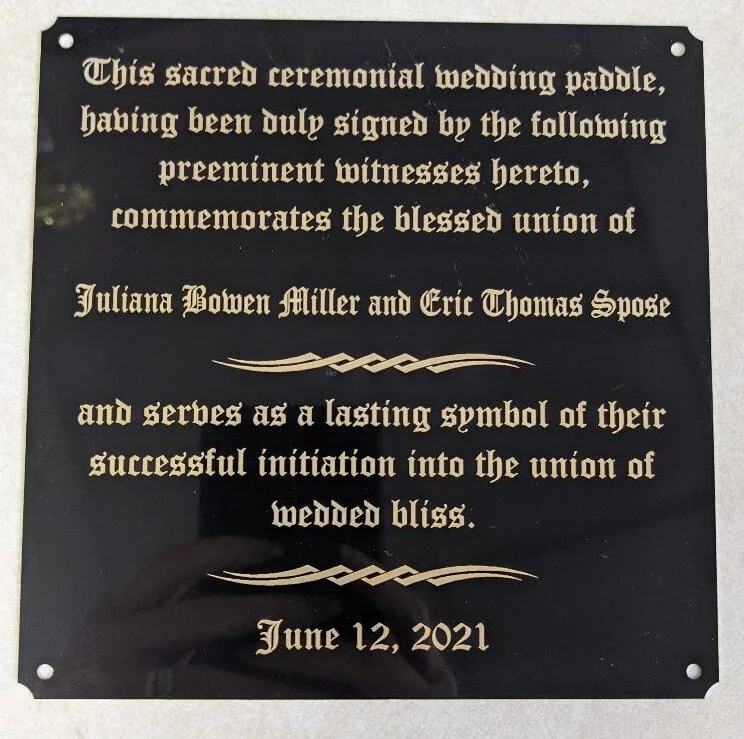 This sacred ceremonial wedding paddle,
having been duly signed by the following
preeminent witnesses hereto,
commemorates the blessed union of
Juliana Bowen Miller and Eric Thomas Spose
and serves as a lasting symbol of their
successful initiation into the union of
wedded bliss.
June 12, 2021